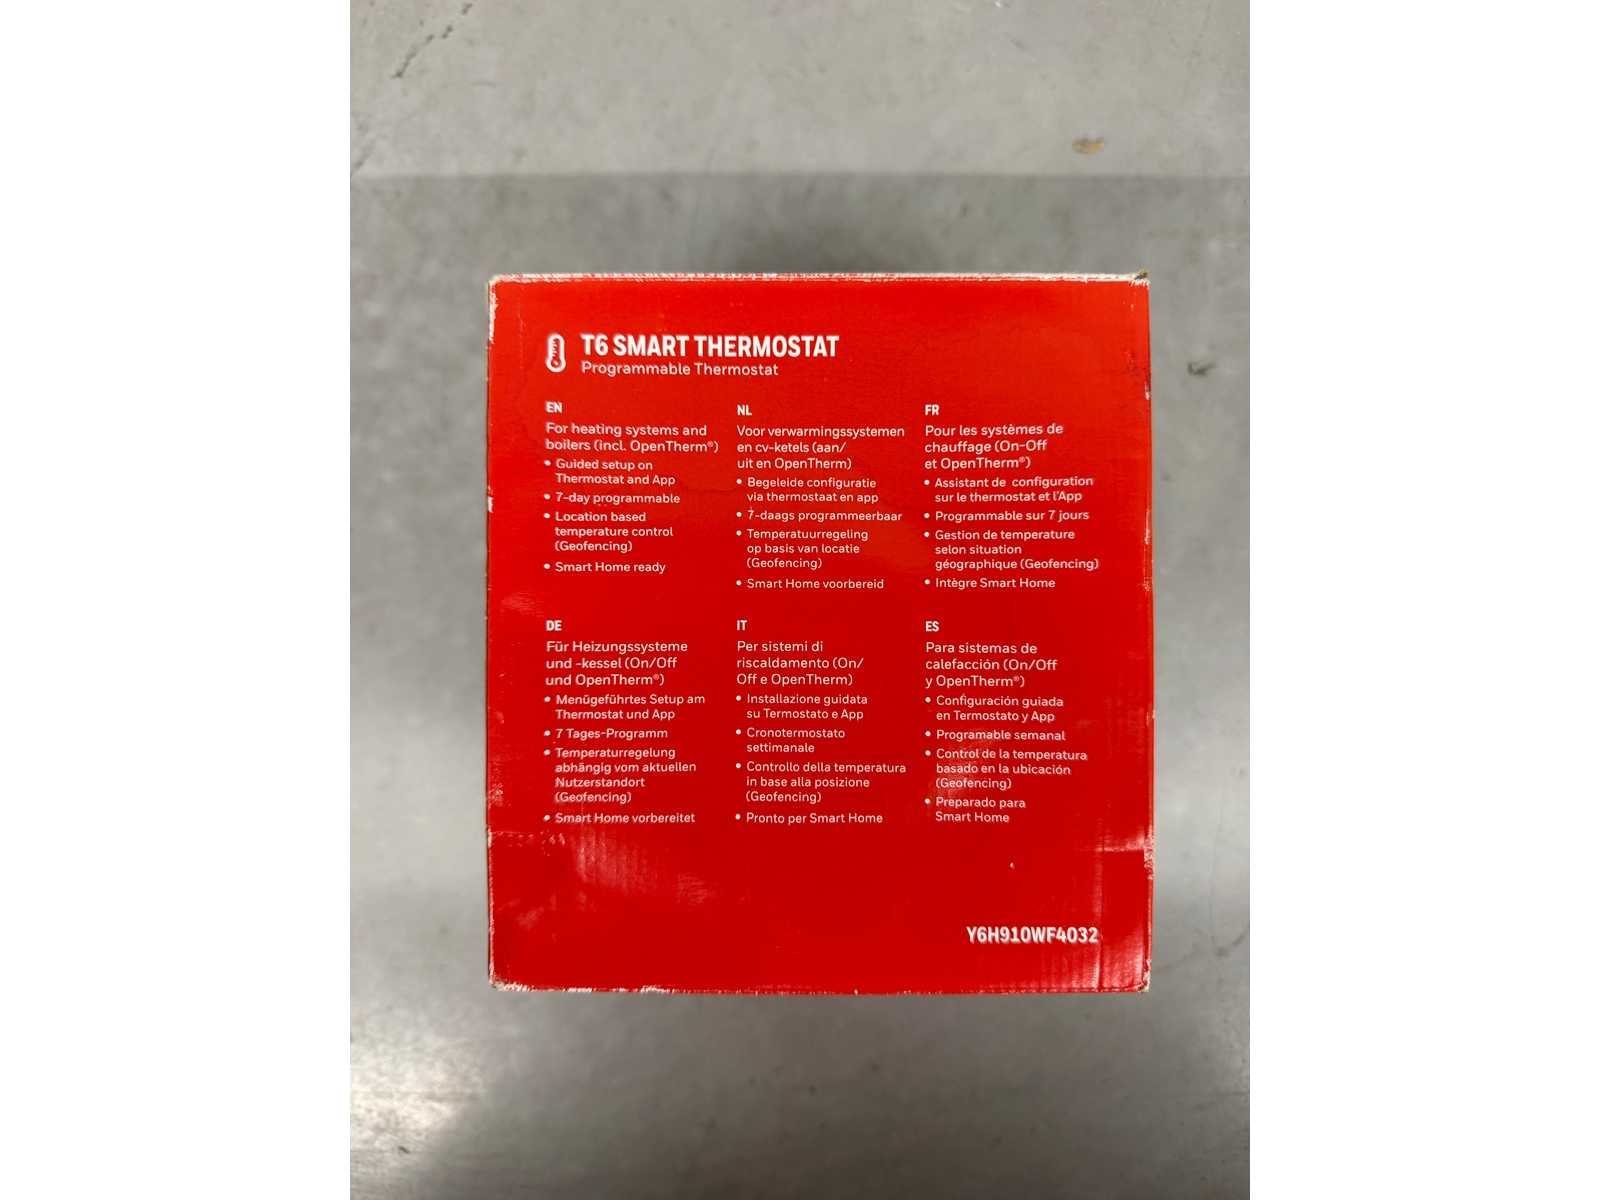 T6 SMART THERMOSTAT
Programmable Thermostat
EN
For heating systems and
boilers (incl. OpenTherm®)
• Guided setup on
Thermostat and App
• 7-day programmable
• Location based
temperature control
(Geofencing)
• Smart Home ready
NL
Voor verwarmingssystemen
en cv-ketels (aan/
uit en OpenTherm)
• Begeleide configuratie
via thermostaat en app
• 7-daags programmeerbaar
• Temperatuurregeling
op basis van locatie
(Geofencing)
• Smart Home voorbereid
FR
Pour les systèmes de
chauffage (On-Off
et OpenTherm®)
• Assistant de configuration
sur le thermostat et l'App
• Programmable sur 7 jours
• Gestion de temperature
selon situation
géographique (Geofencing)
• Intègre Smart Home
DE
Für Heizungssysteme
und -kessel (On/Off
und OpenTherm®)
• Menügeführtes Setup am
Thermostat und App
• 7 Tages-Programm
• Temperaturregelung
abhängig vom aktuellen
Nutzerstandort
(Geofencing)
• Smart Home vorbereitet
IT
Per sistemi di
riscaldamento (On/
Off e OpenTherm)
• Installazione guidata
su Termostato e App
• Cronotermostato
settimanale
• Controllo della temperatura
in base alla posizione
(Geofencing)
• Pronto per Smart Home
ES
Para sistemas de
calefacción (On/Off
y OpenTherm®)
• Configuración guiada
en Termostato y App
• Programable semanal
• Control de la temperatura
basado en la ubicación
(Geofencing)
• Preparado para
Smart Home
Y6H910WF4032